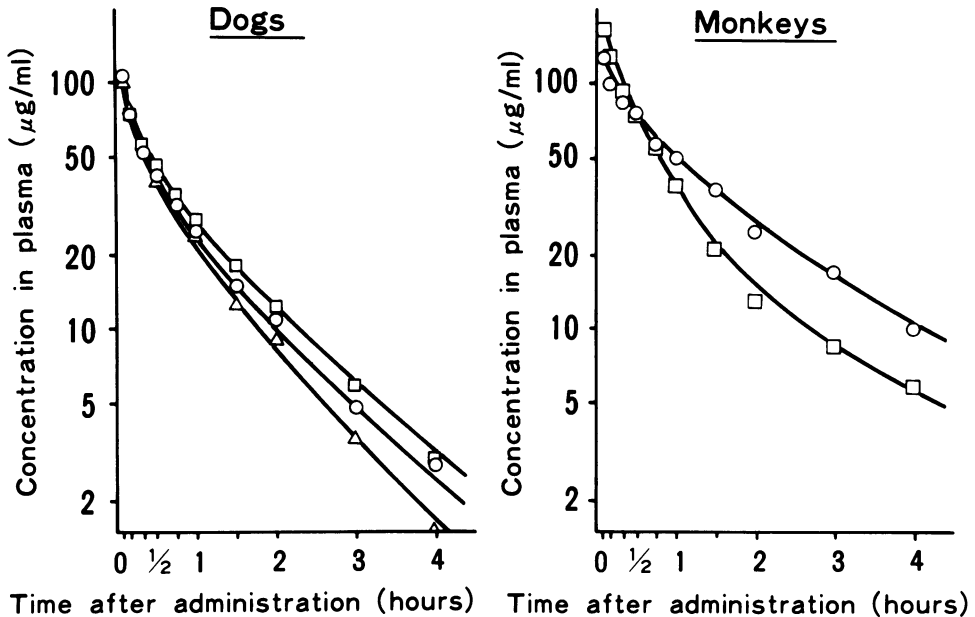 Dogs
Concentration in plasma (μg/ml)
100
50
20
10
5
2
0 ½ 1 2 3 4
Time after administration (hours)
Monkeys
Concentration in plasma (μg/ml)
100
50
20
10
5
2
0 ½ 1 2 3 4
Time after administration (hours)